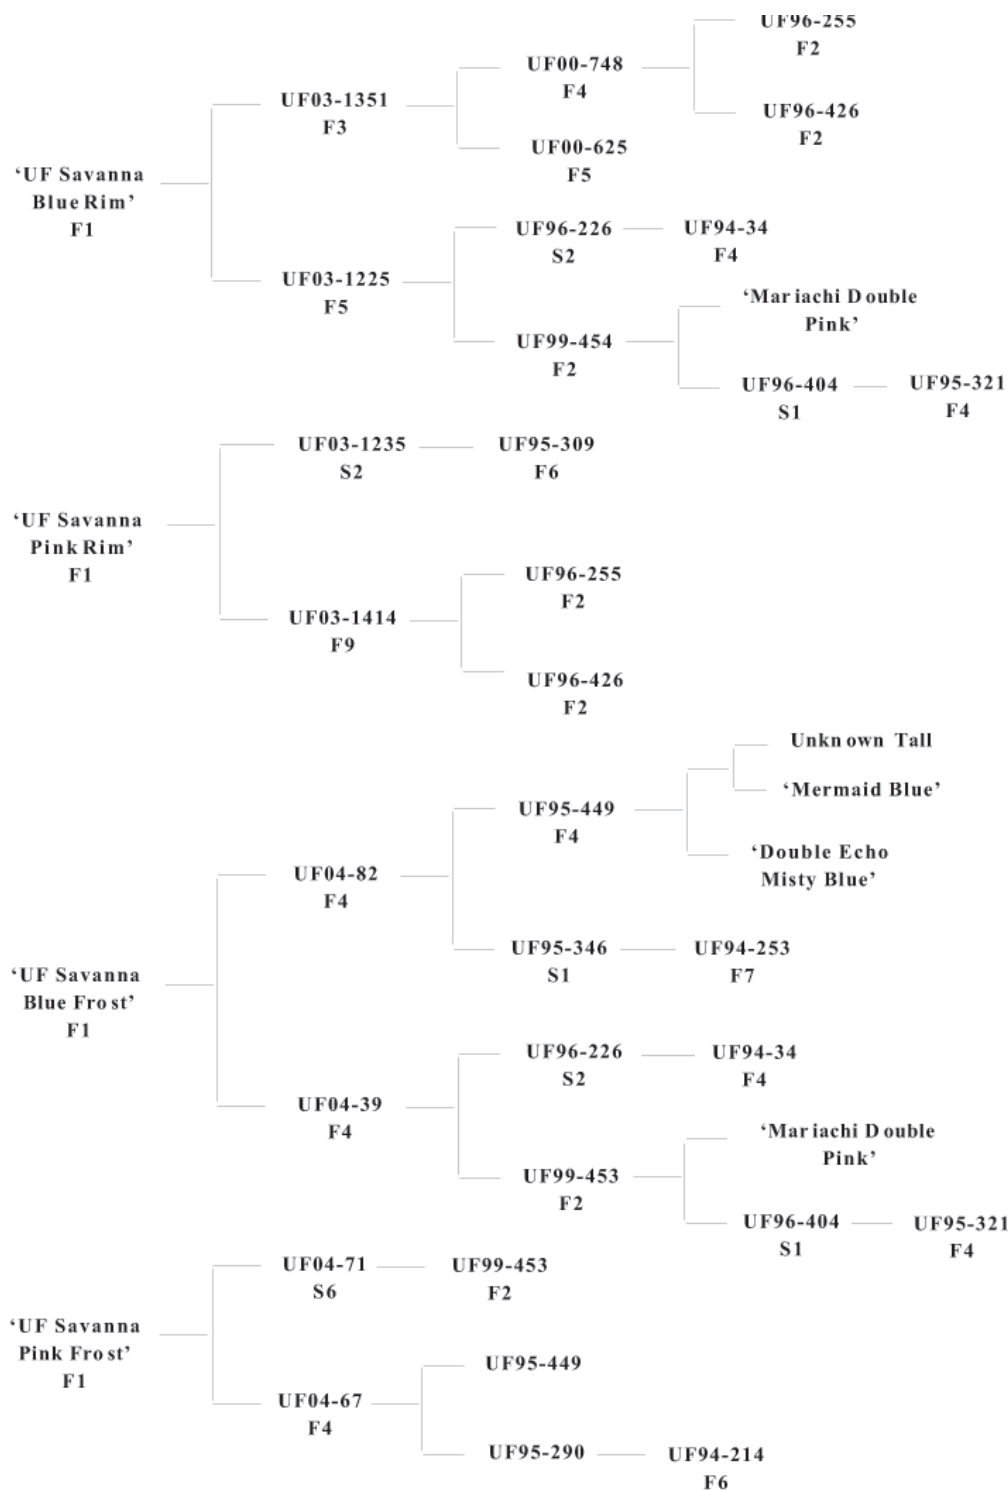 UF96-255
F2
UF00-748
F4
UF96-426
F2
UF03-1351
F3
UF00-625
F5
‘UF Savanna
Blue Rim’
F1
UF96-226
S2
UF94-34
F4
UF03-1225
F5
‘Mariachi Double
Pink’
UF99-454
F2
UF96-404
S1
UF95-321
F4
UF03-1235
S2
UF95-309
F6
‘UF Savanna
Pink Rim’
F1
UF96-255
F2
UF03-1414
F9
UF96-426
F2
Unknown Tall
‘Mermaid Blue’
UF95-449
F4
‘Double Echo
Misty Blue’
UF04-82
F4
UF95-346
S1
UF94-253
F7
‘UF Savanna
Blue Frost’
F1
UF96-226
S2
UF94-34
F4
UF04-39
F4
‘Mariachi Double
Pink’
UF99-453
F2
UF96-404
S1
UF95-321
F4
UF04-71
S6
UF99-453
F2
‘UF Savanna
Pink Frost’
F1
UF95-449
UF04-67
F4
UF95-290
UF94-214
F6